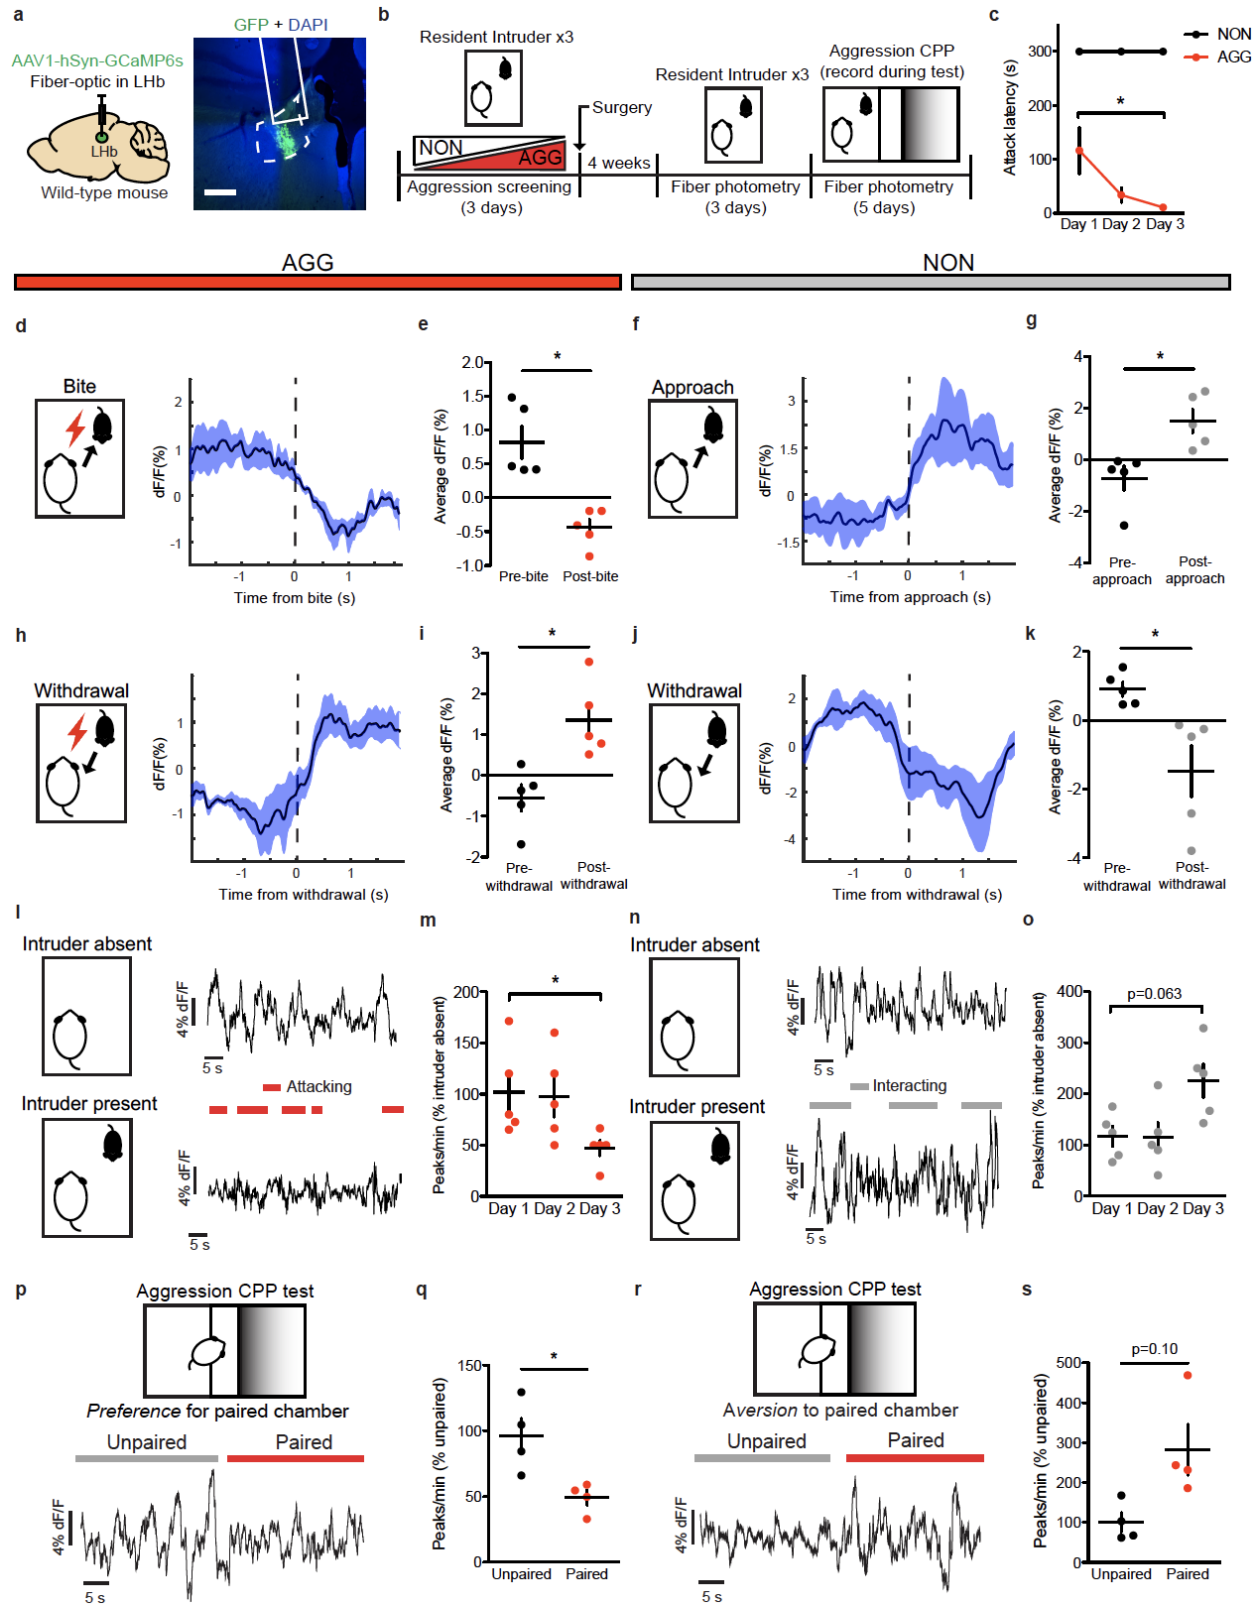 a
GFP + DAPI
AAV1-hSyn-GCaMP6s
Fiber-optic in LHb
LHb
Wild-type mouse
b
Resident Intruder x3
NON
AGG
Aggression screening
(3 days)
Surgery
4 weeks
Resident Intruder x3
Fiber photometry
(3 days)
Aggression CPP
(record during test)
Fiber photometry
(5 days)
c
NON
AGG
Attack latency (s)
300
200
100
0
*
Day 1 Day 2 Day 3
AGG
NON
d
Bite
dF/F(%)
2
1
0
-1
-1 0 1
Time from bite (s)
e
Average dF/F (%)
2.0
1.5
1.0
0.5
0.0
-0.5
-1.0
*
Pre-bite Post-bite
f
Approach
dF/F(%)
3
1.5
0
-1.5
-1 0 1
Time from approach (s)
g
Average dF/F (%)
4
2
0
-2
-4
*
Pre-
approach
Post-
approach
h
Withdrawal
dF/F(%)
1
0
-1
-1 0 1
Time from withdrawal (s)
i
Average dF/F (%)
3
2
1
0
-1
-2
*
Pre-
withdrawal
Post-
withdrawal
j
Withdrawal
dF/F(%)
2
0
-2
-4
-1 0 1
Time from withdrawal (s)
k
Average dF/F (%)
2
0
-2
-4
*
Pre-
withdrawal
Post-
withdrawal
l
Intruder absent
4% dF/F
5 s
Attacking
Intruder present
4% dF/F
5 s
m
Peaks/min (% intruder absent)
200
150
100
50
0
*
Day 1 Day 2 Day 3
n
Intruder absent
4% dF/F
5 s
Interacting
Intruder present
4% dF/F
5 s
o
Peaks/min (% intruder absent)
400
300
200
100
0
p=0.063
Day 1 Day 2 Day 3
p
Aggression CPP test
Preference for paired chamber
Unpaired
Paired
4% dF/F
5 s
q
Peaks/min (% unpaired)
150
100
50
0
*
Unpaired Paired
r
Aggression CPP test
Aversion to paired chamber
Unpaired
Paired
4% dF/F
5 s
s
Peaks/min (% unpaired)
500
400
300
200
100
0
p=0.10
Unpaired Paired